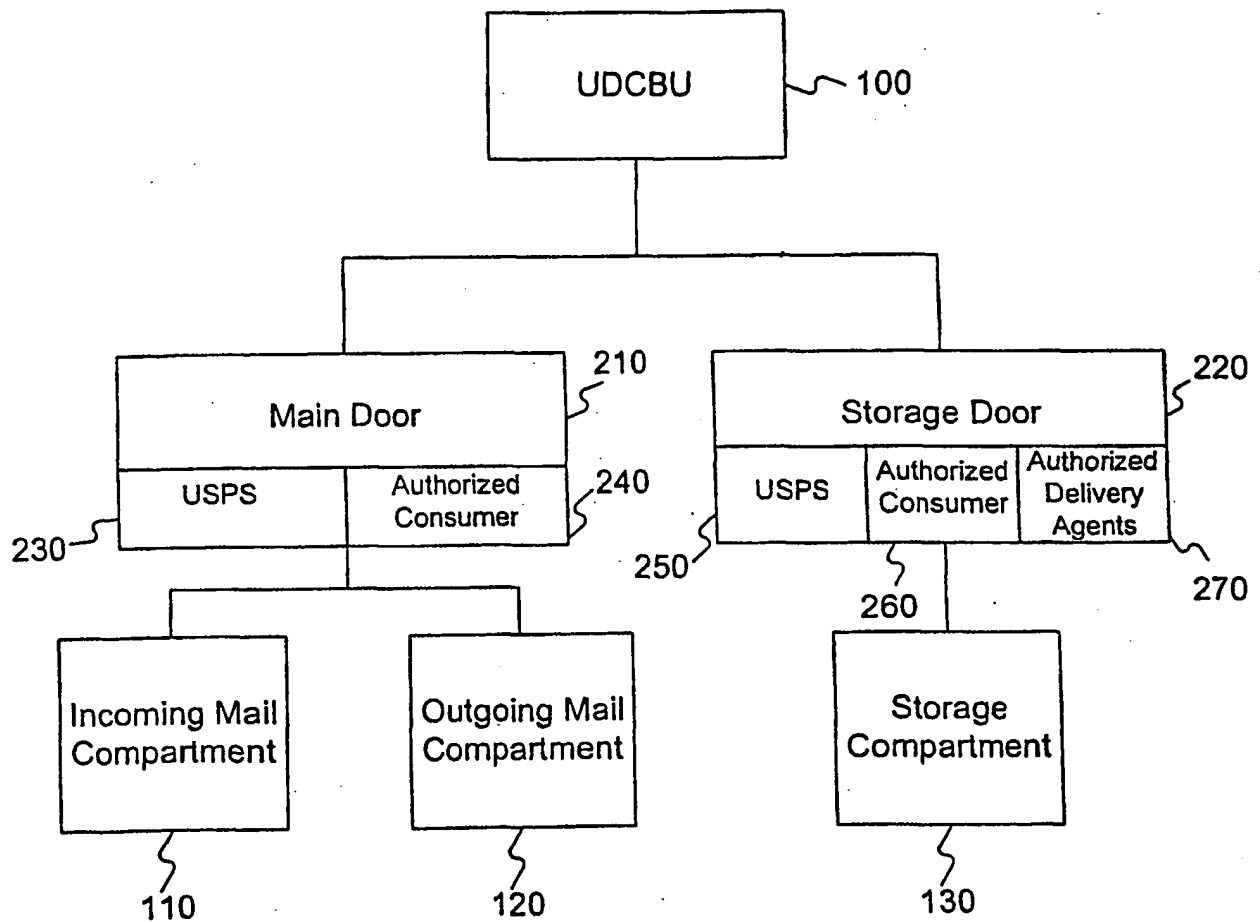 UDCBU
100
210
Main Door
220
Storage Door
USPS
Authorized
Consumer
240
230
USPS
Authorized
Consumer
Authorized
Delivery
Agents
250
260
270
Incoming Mail
Compartment
Outgoing Mail
Compartment
Storage
Compartment
110
120
130